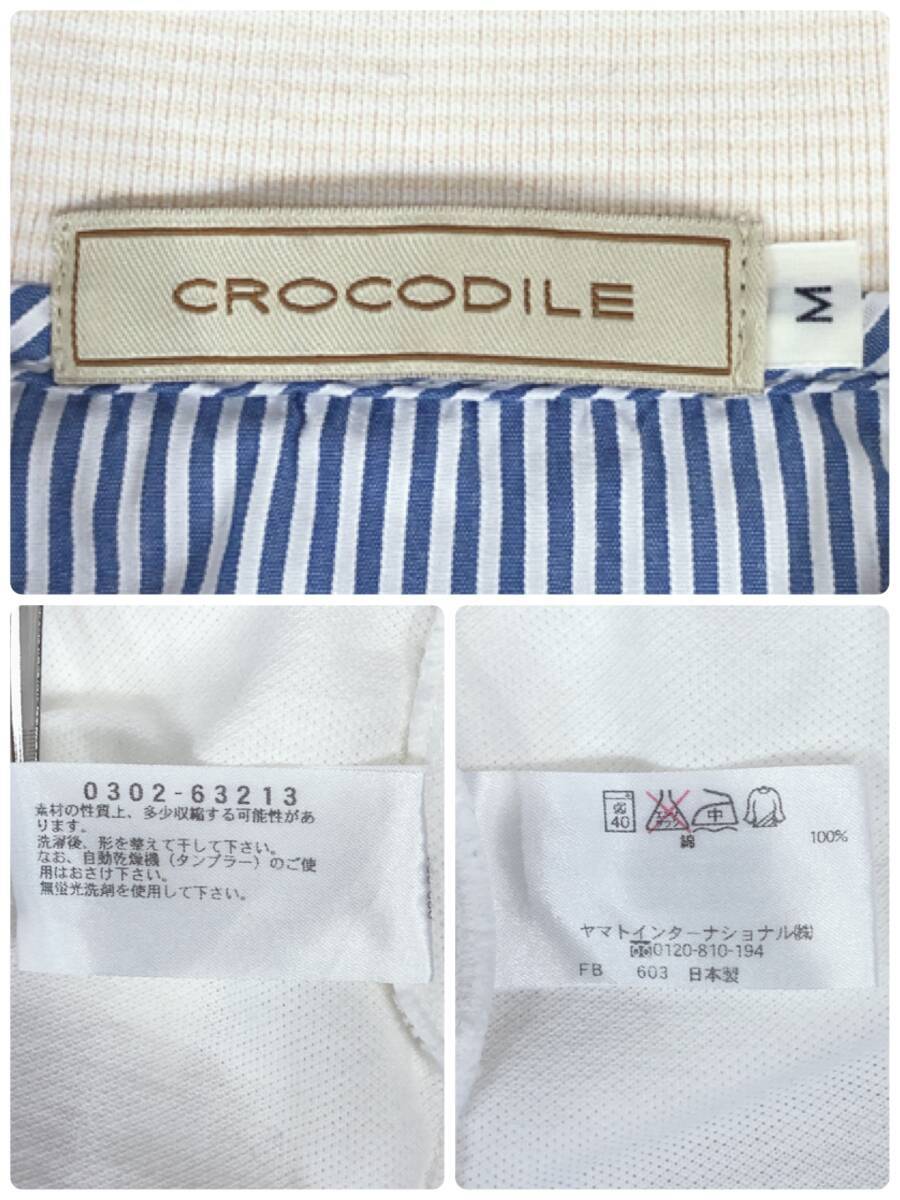 CROCODILE
M
0302-63213
素材の性質上、多少収縮する可能性があ
ります。
洗濯後、形を整えて干して下さい。
なお、自動乾燥機（タンブラー）のご使
用はおさけ下さい。
無蛍光洗剤を使用して下さい。
40
中
綿 100%
ヤマトインターナショナル㈱
0120-810-194
FB 603 日本製